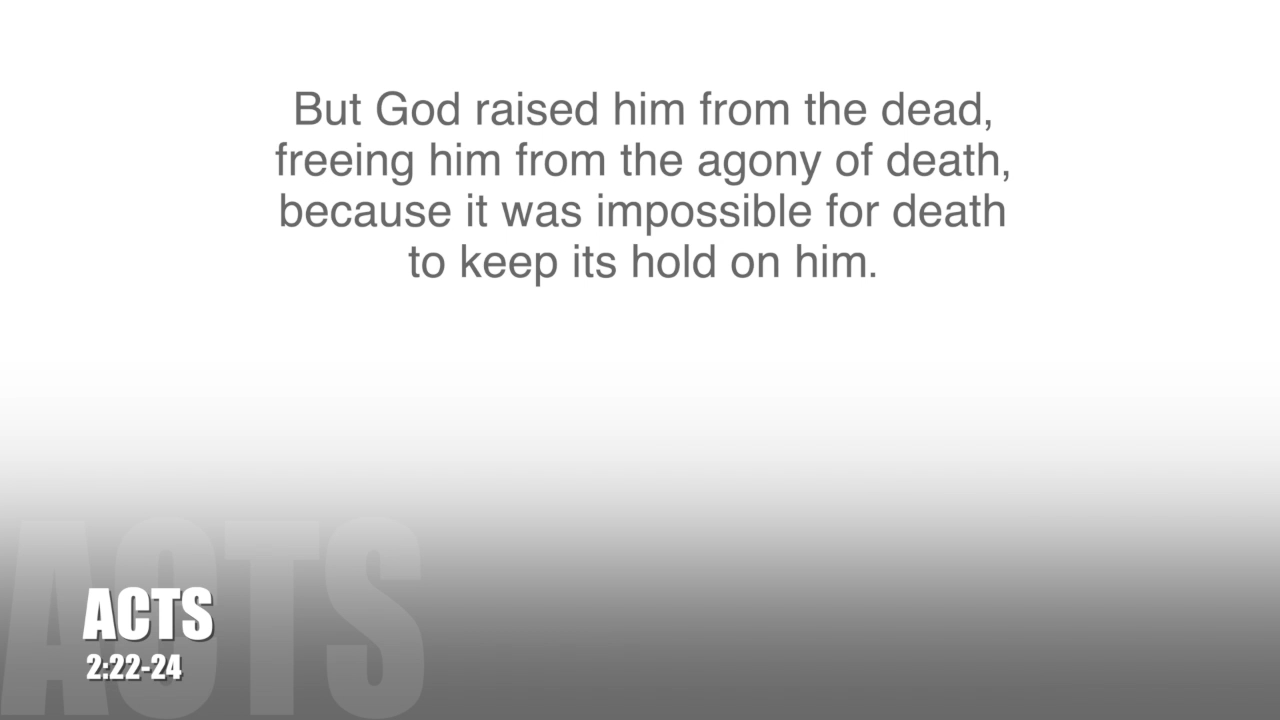 But God raised him from the dead,
freeing him from the agony of death,
because it was impossible for death
to keep its hold on him.
ACTS
ACTS
2:22-24